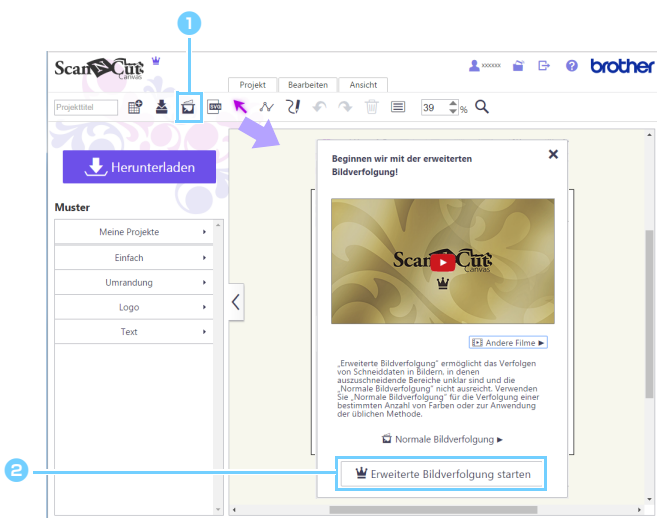 1
ScanNCut
Canvas
xxxxxx
brother
Projekt Bearbeiten Ansicht
Projekttitel
SVG
39 %
Herunterladen
Muster
Meine Projekte
Einfach
Umrandung
Logo
Text
Beginnen wir mit der erweiterten
Bildverfolgung!
ScanNCut
Canvas
Andere Filme
„Erweiterte Bildverfolgung" ermöglicht das Verfolgen
von Schneiddaten in Bildern, in denen
auszuschneidende Bereiche unklar sind und die
„Normale Bildverfolgung" nicht ausreicht. Verwenden
Sie „Normale Bildverfolgung" für die Verfolgung einer
bestimmten Anzahl von Farben oder zur Anwendung
der üblichen Methode.
Normale Bildverfolgung
2
Erweiterte Bildverfolgung starten